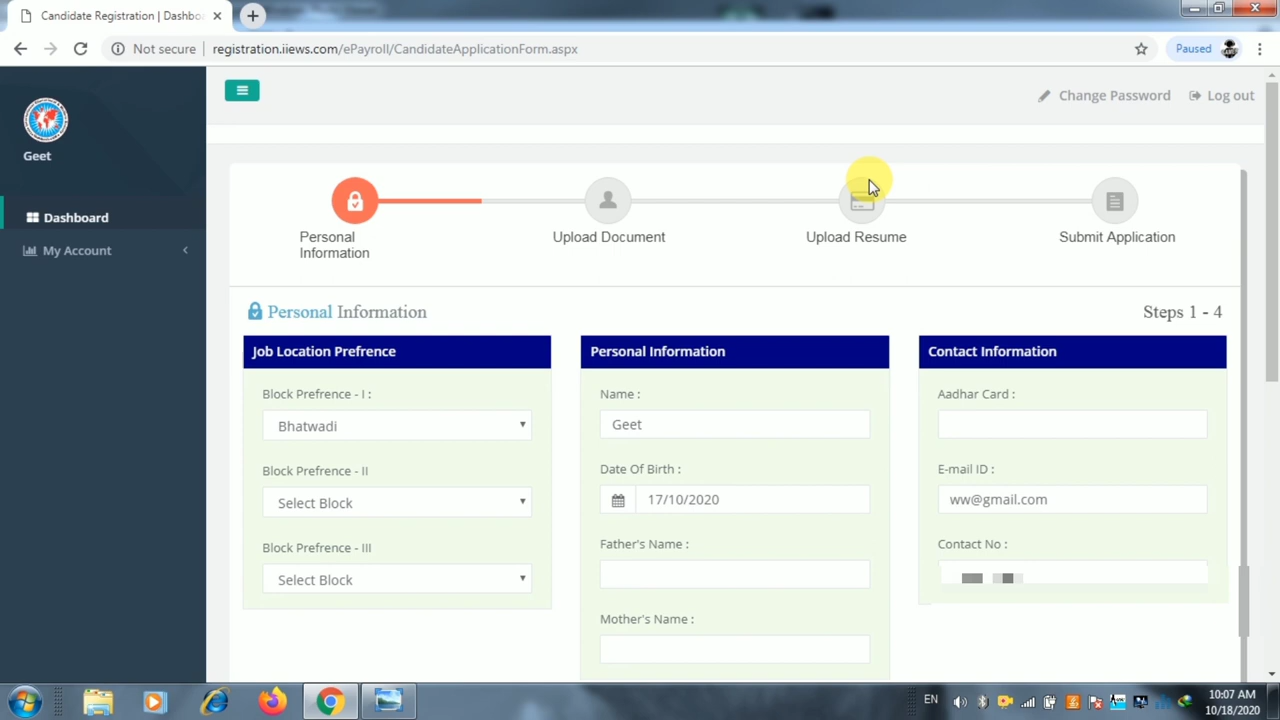 Candidate Registration | Dashbo
Not secure
registration.iiews.com/ePayroll/CandidateApplicationForm.aspx
Paused
Geet
Dashboard
My Account
Change Password
Log out
Personal
Information
Upload Document
Upload Resume
Submit Application
Personal Information
Steps 1 - 4
Job Location Prefrence
Block Prefrence - I :
Bhatwadi
Block Prefrence - II
Select Block
Block Prefrence - III
Select Block
Personal Information
Name :
Geet
Date Of Birth :
17/10/2020
Father's Name :
Mother's Name :
Contact Information
Aadhar Card :
E-mail ID :
ww@gmail.com
Contact No :
EN
10:07 AM
10/18/2020